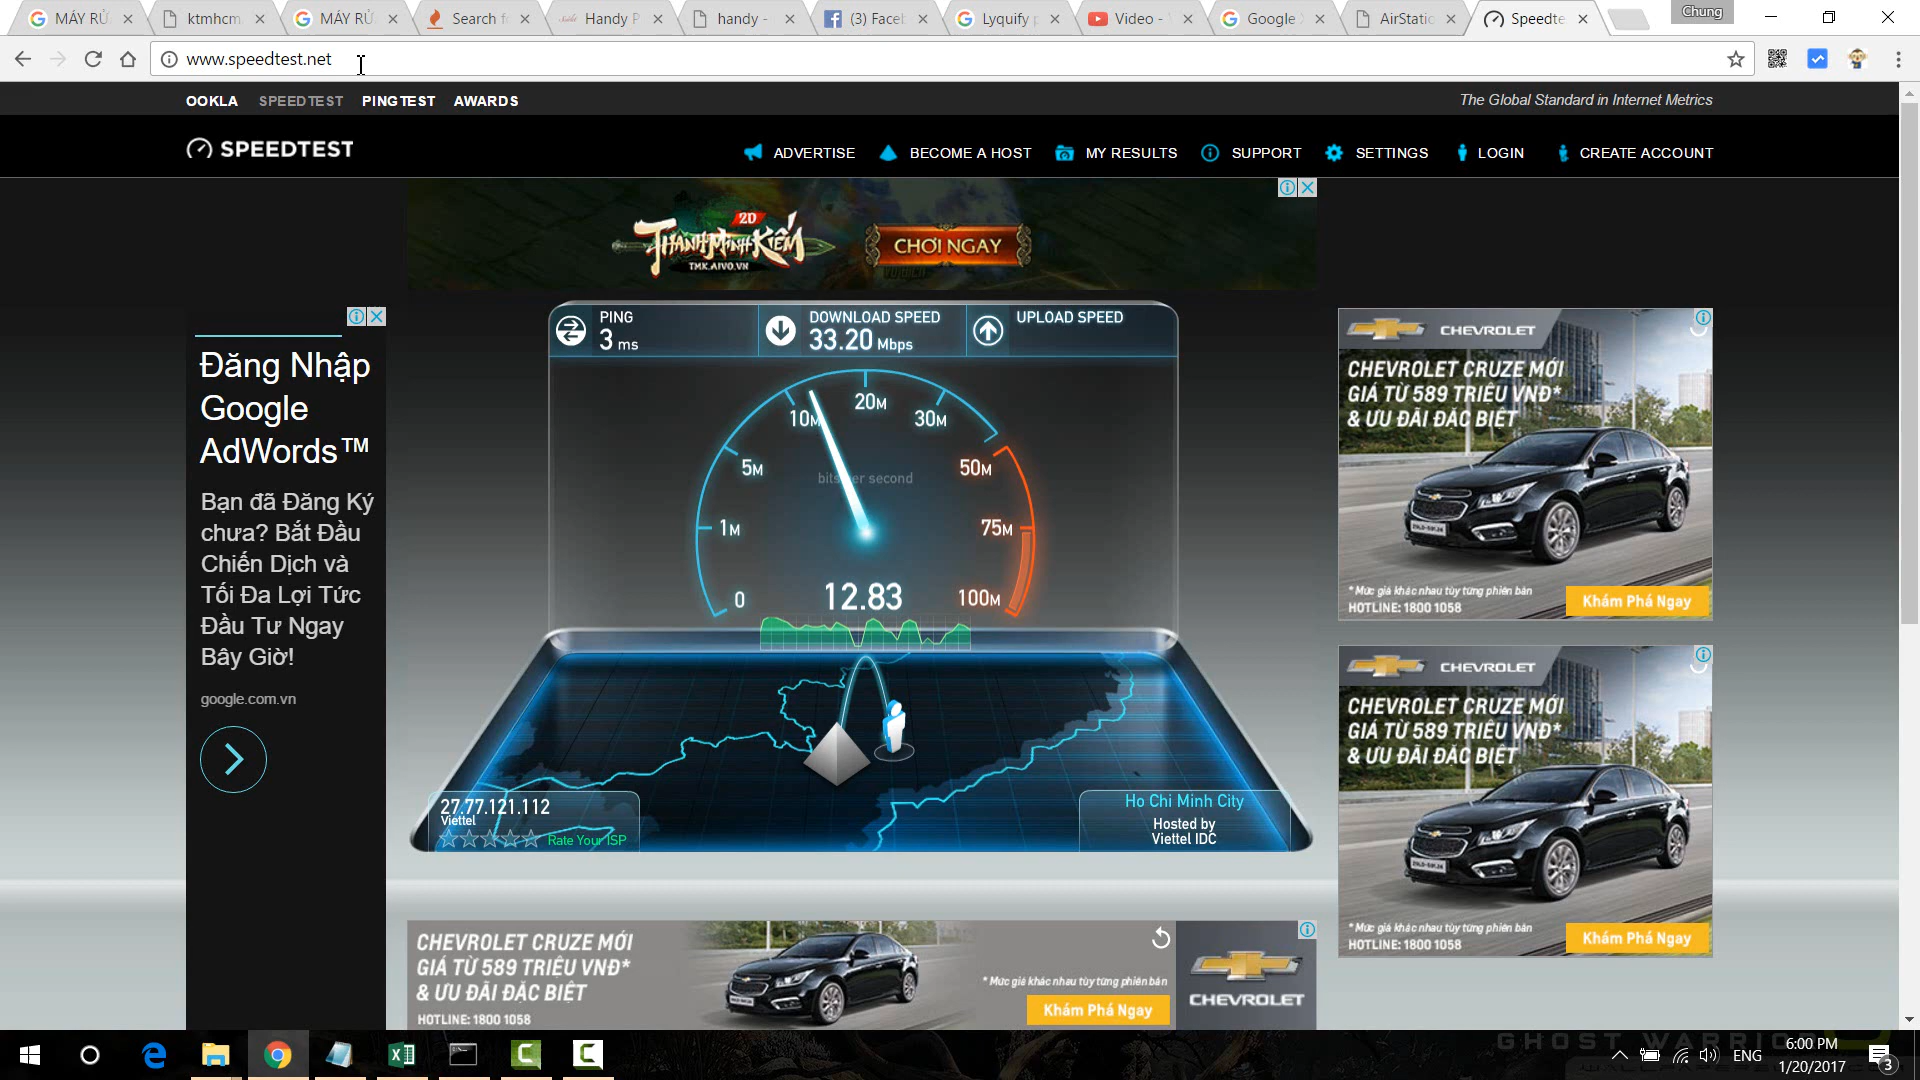 MÁY RỬ
ktmhcm.
MÁY RỬ
Search f
Handy P
handy -
(3) Faceb
Lyquify p
Video -
Google
AirStatio
Speedte
Chung
www.speedtest.net
OOKLA SPEEDTEST PINGTEST AWARDS
The Global Standard in Internet Metrics
SPEEDTEST
ADVERTISE BECOME A HOST MY RESULTS SUPPORT SETTINGS LOGIN CREATE ACCOUNT
2D
THANH MINH KIẾM
TMK.AIVO.VN
CHƠI NGAY
PING
3 ms
DOWNLOAD SPEED
33.20 Mbps
UPLOAD SPEED
Đăng Nhập
Google
AdWords™
Bạn đã Đăng Ký
chưa? Bắt Đầu
Chiến Dịch và
Tối Đa Lợi Tức
Đầu Tư Ngay
Bây Giờ!
google.com.vn
20M
10M 30M
5M 50M
bits per second
1M 75M
0 12.83 100M
27.77.121.112
Viettel
Rate Your ISP
Ho Chi Minh City
Hosted by
Viettel IDC
CHEVROLET
CHEVROLET CRUZE MỚI
GIÁ TỪ 589 TRIỆU VNĐ*
& ƯU ĐÃI ĐẶC BIỆT
* Mức giá khác nhau tùy từng phiên bản
HOTLINE: 1800 1058
Khám Phá Ngay
CHEVROLET
CHEVROLET CRUZE MỚI
GIÁ TỪ 589 TRIỆU VNĐ*
& ƯU ĐÃI ĐẶC BIỆT
* Mức giá khác nhau tùy từng phiên bản
HOTLINE: 1800 1058
Khám Phá Ngay
CHEVROLET CRUZE MỚI
GIÁ TỪ 589 TRIỆU VNĐ*
& ƯU ĐÃI ĐẶC BIỆT
HOTLINE: 1800 1058
* Mức giá khác nhau tùy từng phiên bản
Khám Phá Ngay
CHEVROLET
GHOST WARRIOR
ENG
6:00 PM
1/20/2017
3